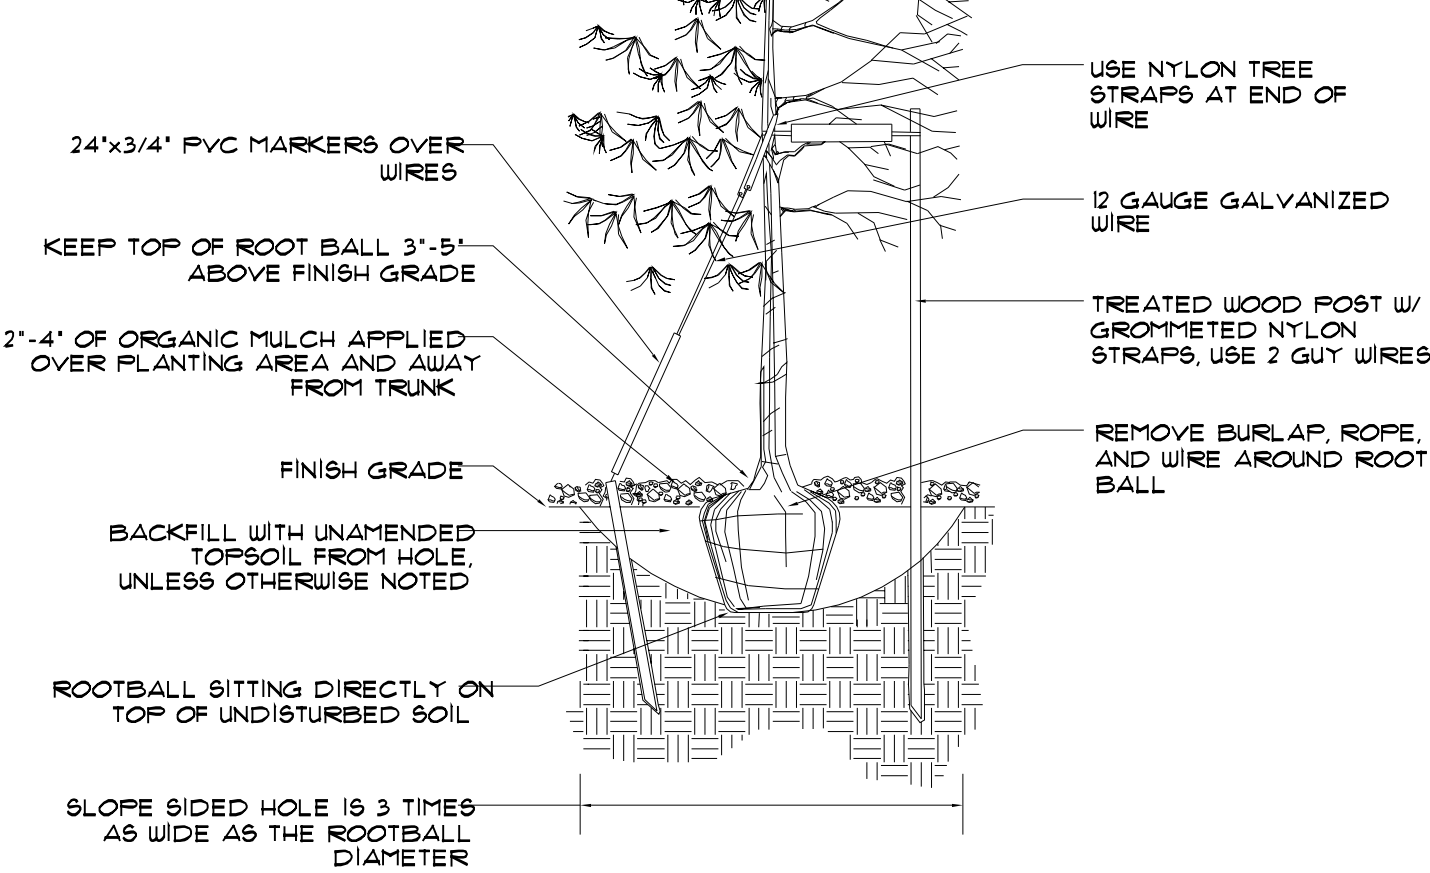 24"x3/4" PVC MARKERS OVER
WIRES
KEEP TOP OF ROOT BALL 3"-5"
ABOVE FINISH GRADE
2"-4" OF ORGANIC MULCH APPLIED
OVER PLANTING AREA AND AWAY
FROM TRUNK
FINISH GRADE
BACKFILL WITH UNAMENDED
TOPSOIL FROM HOLE,
UNLESS OTHERWISE NOTED
ROOTBALL SITTING DIRECTLY ON
TOP OF UNDISTURBED SOIL
SLOPE SIDED HOLE IS 3 TIMES
AS WIDE AS THE ROOTBALL
DIAMETER
USE NYLON TREE
STRAPS AT END OF
WIRE
12 GAUGE GALVANIZED
WIRE
TREATED WOOD POST W/
GROMMETED NYLON
STRAPS, USE 2 GUY WIRES
REMOVE BURLAP, ROPE,
AND WIRE AROUND ROOT
BALL